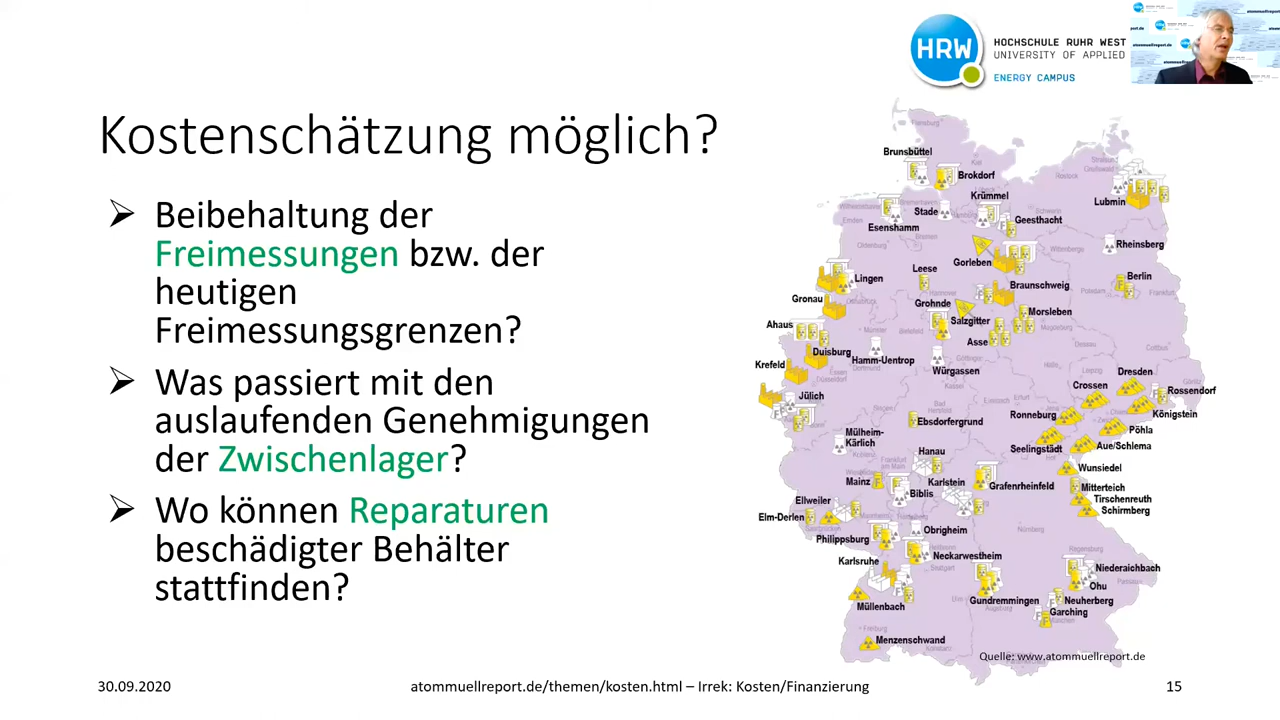 HRW
HOCHSCHULE RUHR WEST
UNIVERSITY OF APPLIED
ENERGY CAMPUS
atommuellreport.de
Kostenschätzung möglich?
Beibehaltung der
Freimessungen bzw. der
heutigen
Freimessungsgrenzen?
Was passiert mit den
auslaufenden Genehmigungen
der Zwischenlager?
Wo können Reparaturen
beschädigter Behälter
stattfinden?
Brunsbüttel
Brokdorf
Krümmel
Stade
Geesthacht
Esensham
Lubmin
Rheinsberg
Gorleben
Lingen
Leese
Berlin
Braunschweig
Gronau
Grohnde
Morsleben
Salzgitter
Ahaus
Asse
Duisburg
Hamm-Uentrop
Krefeld
Würgassen
Dresden
Crossen
Rossendorf
Jülich
Königstein
Ronneburg
Ebsdorfergrund
Pöhla
Mülheim-
Kärlich
Seelingstädt
Aue/Schlema
Hanau
Wunsiedel
Mainz
Karlstein
Grafenrheinfeld
Mitterteich
Biblis
Tirschenreuth
Ellweiler
Schirmberg
Elm-Derlen
Obrigheim
Philippsburg
Neckarwestheim
Karlsruhe
Niederaichbach
Ohu
Gundremmingen
Neuherberg
Müllenbach
Garching
Menzenschwand
Quelle: www.atommuellreport.de
30.09.2020
atommuellreport.de/themen/kosten.html – Irrek: Kosten/Finanzierung
15